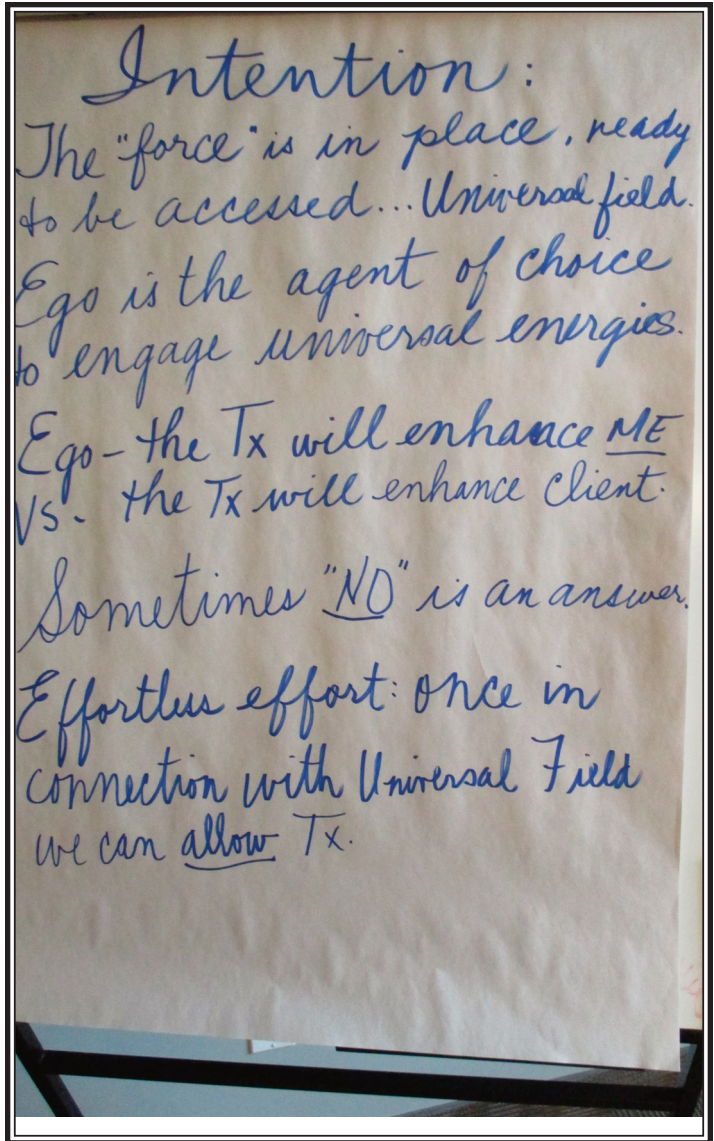 Intention:
The "force" is in place, ready
to be accessed... Universal field.
Ego is the agent of choice
to engage universal energies.
Ego – the Tx will enhance ME
Vs. the Tx will enhance Client.
Sometimes "NO" is an answer.
Effortless effort: once in
connection with Universal Field
we can allow Tx.